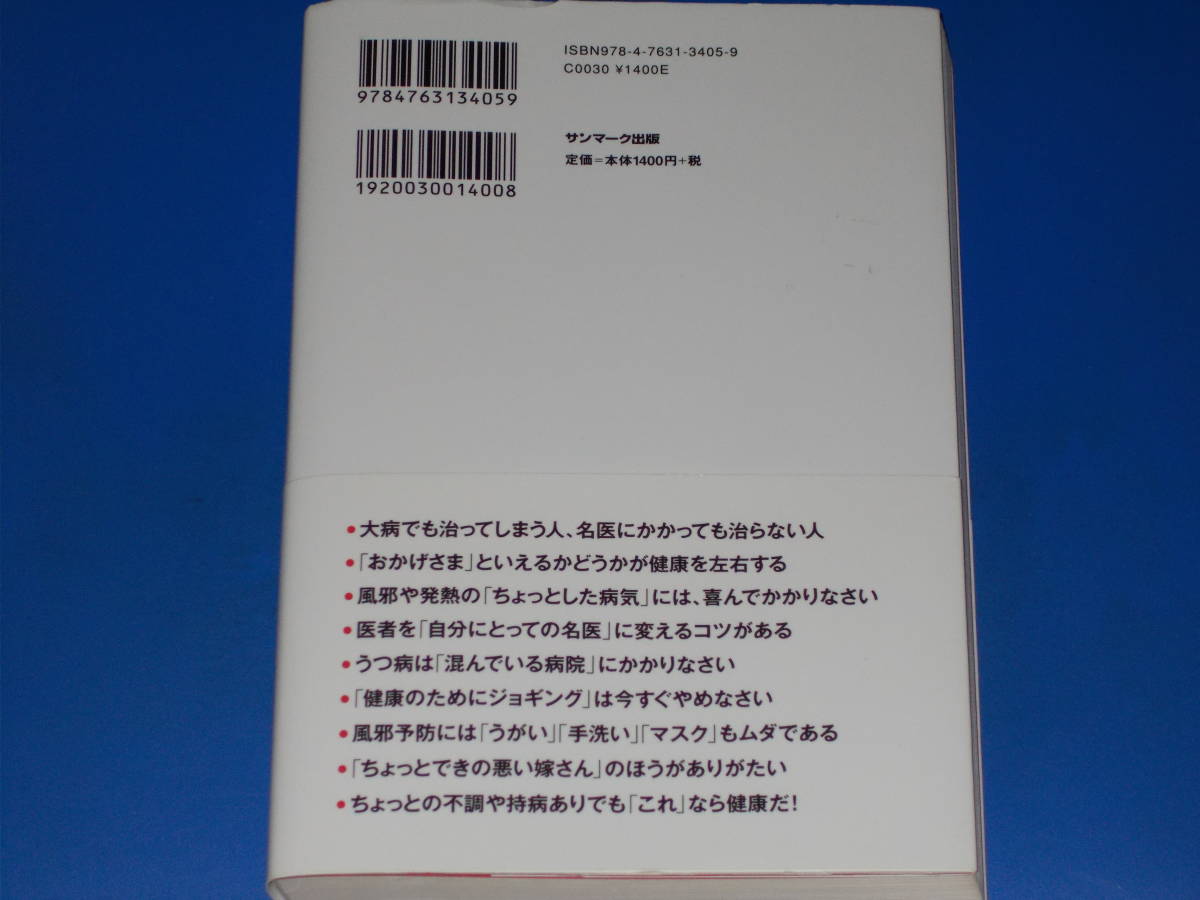 ISBN978-4-7631-3405-9
C0030 ¥1400E
9784763134059
サンマーク出版
定価=本体1400円+税
1920030014008
•大病でも治ってしまう人、名医にかかっても治らない人
•「おかげさま」といえるかどうかが健康を左右する
•風邪や発熱の「ちょっとした病気」には、喜んでかかりなさい
•医者を「自分にとっての名医」に変えるコツがある
•うつ病は「混んでいる病院」にかかりなさい
•「健康のためにジョギング」は今すぐやめなさい
•風邪予防には「うがい」「手洗い」「マスク」もムダである
•「ちょっとできの悪い嫁さん」のほうがありがたい
•ちょっとの不調や持病ありでも「これ」なら健康だ!